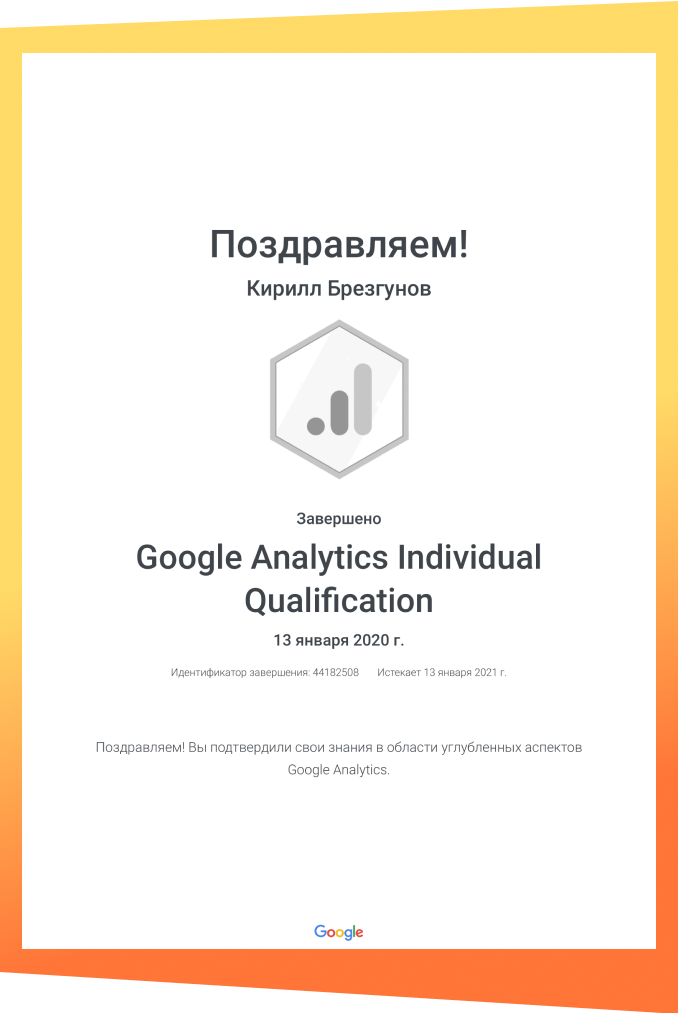 Поздравляем!
Кирилл Брезгунов
Завершено
Google Analytics Individual
Qualification
13 января 2020 г.
Идентификатор завершения: 44182508 Истекает 13 января 2021 г.
Поздравляем! Вы подтвердили свои знания в области углубленных аспектов
Google Analytics.
Google